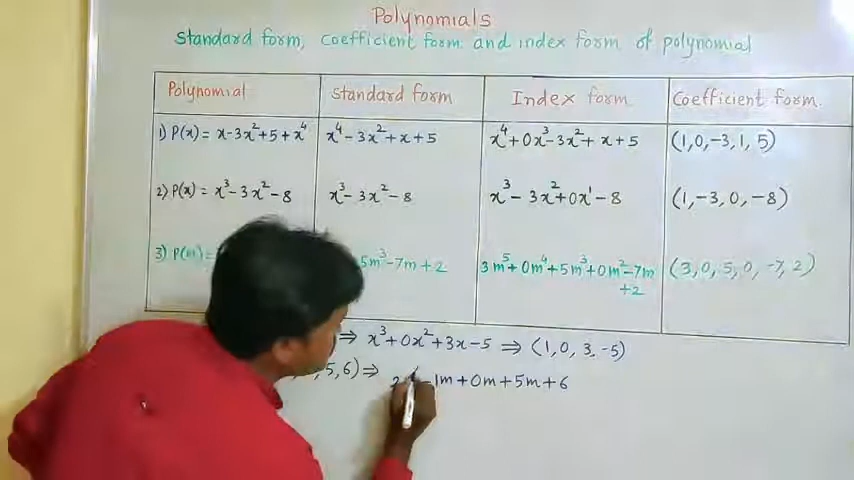 Polynomials
Standard form, coefficient form and index form of polynomial
Polynomial Standard form Index form Coefficient form
1) P(x) = x-3x²+5+x⁴ x⁴-3x²+x+5 x⁴+0x³-3x²+x+5 (1,0,-3,1,5)
2) P(x) = x³-3x²-8 x³-3x²-8 x³-3x²+0x¹-8 (1,-3,0,-8)
3) P(m)= 5m³-7m+2 3m⁵+0m⁴+5m³+0m²-7m (3,0,5,0,-7,2)
+2
⇒ x³+0x²+3x-5 ⇒ (1,0,3,-5)
,5,6) ⇒ -1m+0m+5m+6